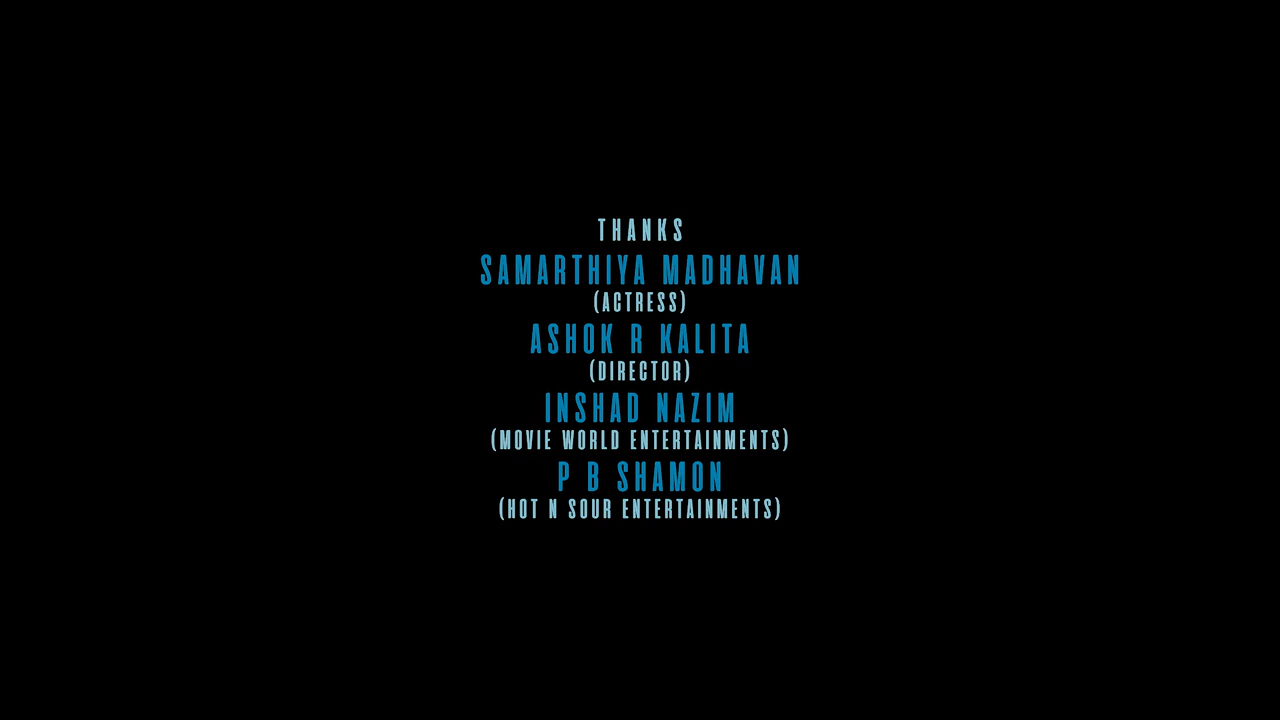 THANKS
SAMARTHIYA MADHAVAN
(ACTRESS)
ASHOK R KALITA
(DIRECTOR)
INSHAD NAZIM
(MOVIE WORLD ENTERTAINMENTS)
P B SHAMON
(HOT N SOUR ENTERTAINMENTS)